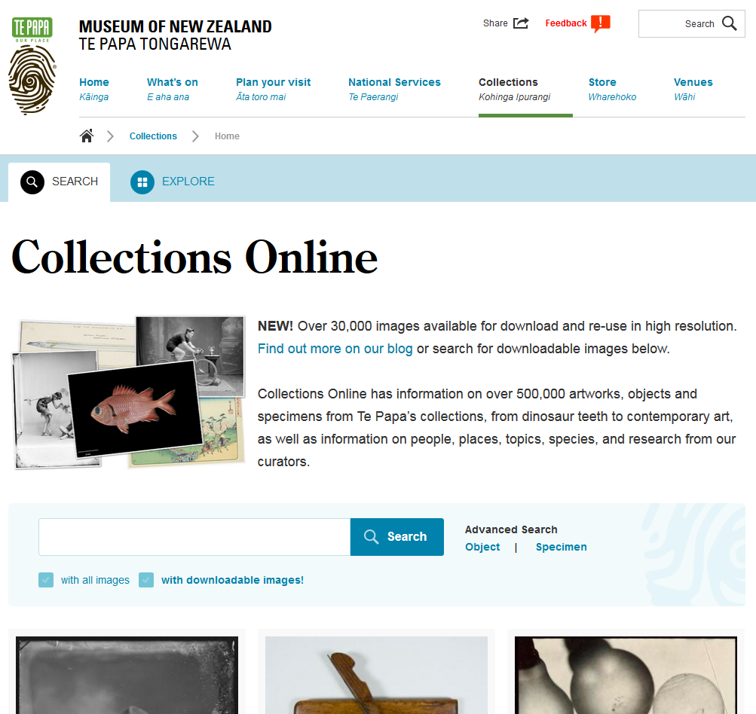 TE PAPA
OUR PLACE
MUSEUM OF NEW ZEALAND
TE PAPA TONGAREWA
Share
Feedback
!
Search
Home
What's on
Plan your visit
National Services
Collections
Store
Venues
Kāinga
E aha ana
Āta toro mai
Te Paerangi
Kohinga Ipurangi
Wharehoko
Wāhi
Collections
Home
SEARCH
EXPLORE
Collections Online
NEW! Over 30,000 images available for download and re-use in high resolution.
Find out more on our blog or search for downloadable images below.
Collections Online has information on over 500,000 artworks, objects and
specimens from Te Papa's collections, from dinosaur teeth to contemporary art,
as well as information on people, places, topics, species, and research from our
curators.
Search
Advanced Search
Object | Specimen
with all images
with downloadable images!